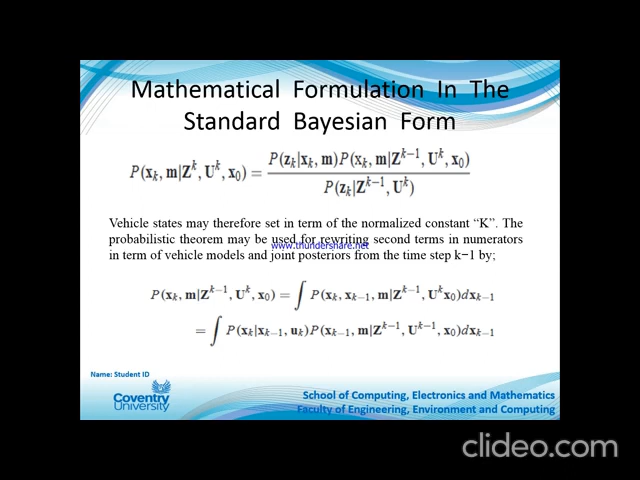 Mathematical Formulation In The
Standard Bayesian Form
P(x_k, m|Z^k, U^k, x_0) = P(z_k|x_k, m)P(x_k, m|Z^{k-1}, U^k, x_0) / P(z_k|Z^{k-1}, U^k)
Vehicle states may therefore set in term of the normalized constant “K”. The
probabilistic theorem may be used for rewriting second terms in numerators
www.thundershare.net
in term of vehicle models and joint posteriors from the time step k−1 by;
P(x_k, m|Z^{k-1}, U^k, x_0) = ∫ P(x_k, x_{k-1}, m|Z^{k-1}, U^k x_0)dx_{k-1}
= ∫ P(x_k|x_{k-1}, u_k)P(x_{k-1}, m|Z^{k-1}, U^{k-1}, x_0)dx_{k-1}
Name: Student ID
Coventry
University
School of Computing, Electronics and Mathematics
Faculty of Engineering, Environment and Computing
clideo.com